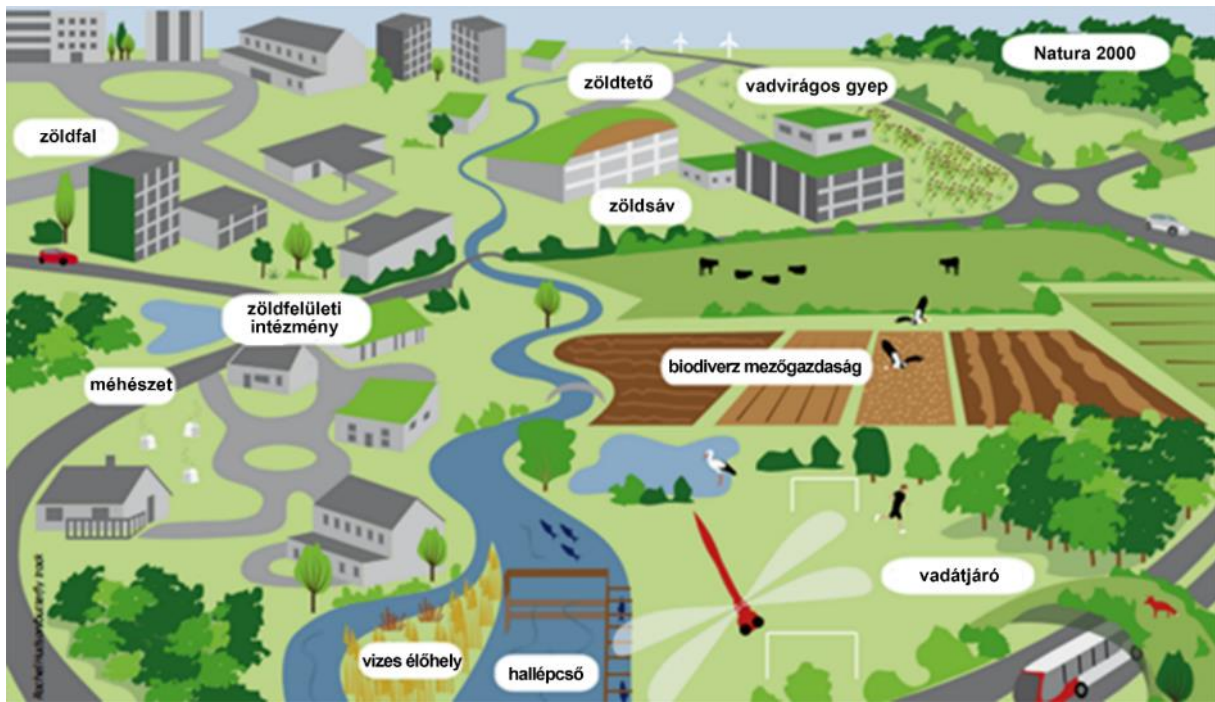 Natura 2000
zöldtető
vadvirágos gyep
zöldfal
zöldsáv
zöldfelületi
intézmény
méhészet
biodiverz mezőgazdaság
vadátjáró
vizes élőhely
hallépcső